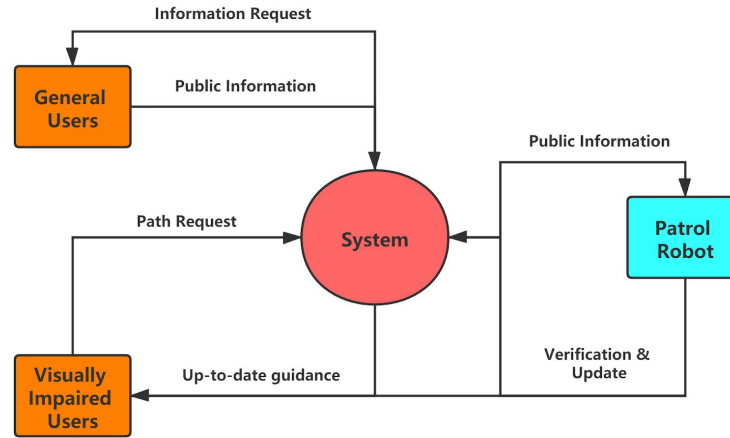 Information Request
General
Users
Public Information
Public Information
Path Request
System
Patrol
Robot
Visually
Impaired
Users
Up-to-date guidance
Verification &
Update